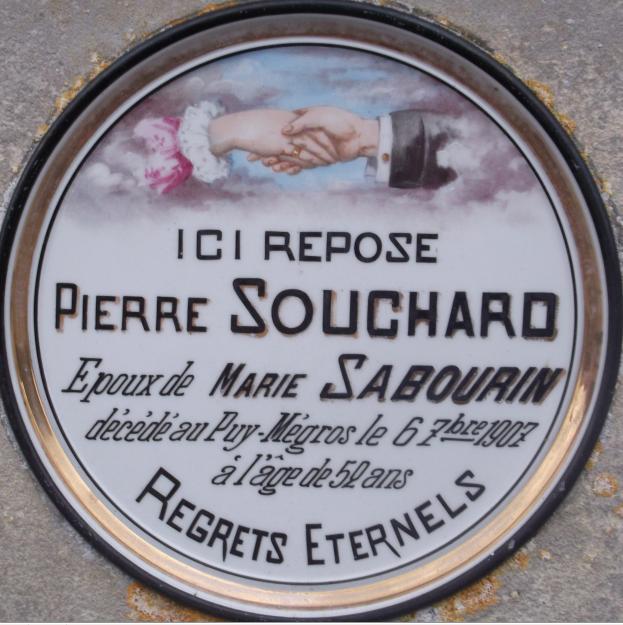 ICI REPOSE
PIERRE SOUCHARD
Epoux de MARIE SABOURIN
décédé au Puy-Mégros le 6 7bre 1907
à l'âge de 52 ans
REGRETS ETERNELS